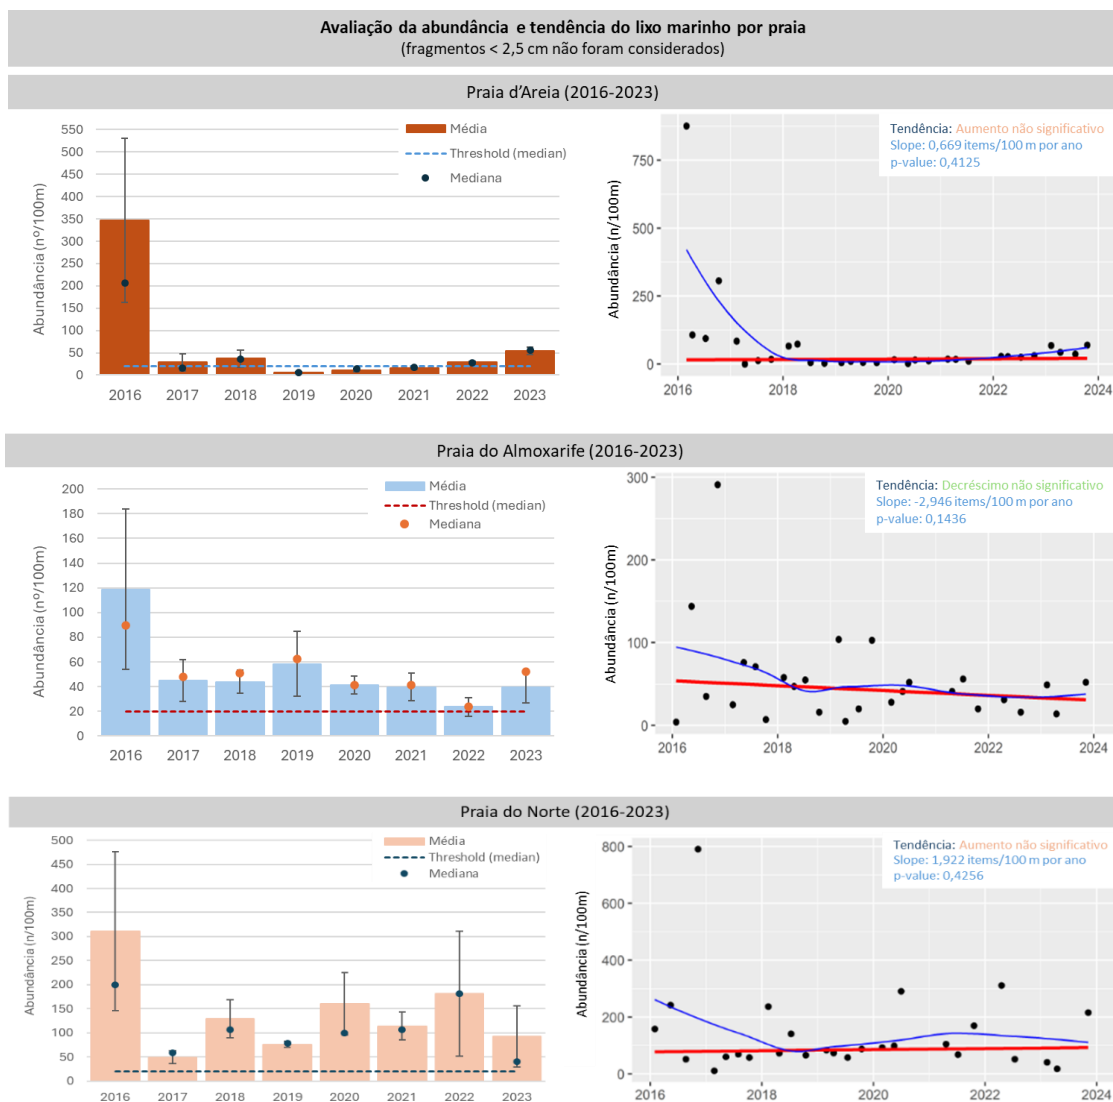 Avaliação da abundância e tendência do lixo marinho por praia
(fragmentos < 2,5 cm não foram considerados)
Praia d'Areia (2016-2023)
Abundância (nº/100m)
550
500
450
400
350
300
250
200
150
100
50
0
2016 2017 2018 2019 2020 2021 2022 2023
Média
Threshold (median)
Mediana
Abundância (n/100m)
750
500
250
0
2016 2018 2020 2022 2024
Tendência: Aumento não significativo
Slope: 0,669 items/100 m por ano
p-value: 0,4125
Praia do Almoxarife (2016-2023)
Abundância (nº/100m)
200
180
160
140
120
100
80
60
40
20
0
2016 2017 2018 2019 2020 2021 2022 2023
Média
Threshold (median)
Mediana
Abundância (n/100m)
300
200
100
0
2016 2018 2020 2022 2024
Tendência: Decréscimo não significativo
Slope: -2,946 items/100 m por ano
p-value: 0,1436
Praia do Norte (2016-2023)
Abundância (n/100m)
500
450
400
350
300
250
200
150
100
50
0
2016 2017 2018 2019 2020 2021 2022 2023
Média
Threshold (median)
Mediana
Abundância (n/100m)
800
600
400
200
0
2016 2018 2020 2022 2024
Tendência: Aumento não significativo
Slope: 1,922 items/100 m por ano
p-value: 0,4256